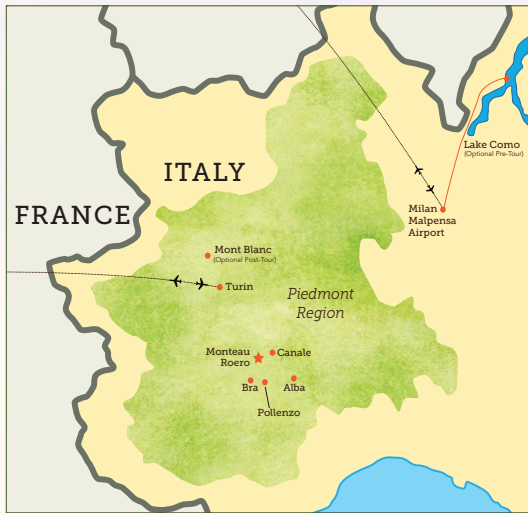 Lake Como
(Optional Pre-Tour)
ITALY
FRANCE
Milan
Malpensa
Airport
Mont Blanc
(Optional Post-Tour)
Turin
Piedmont
Region
Monteau
Roero
Canale
Bra
Alba
Pollenzo